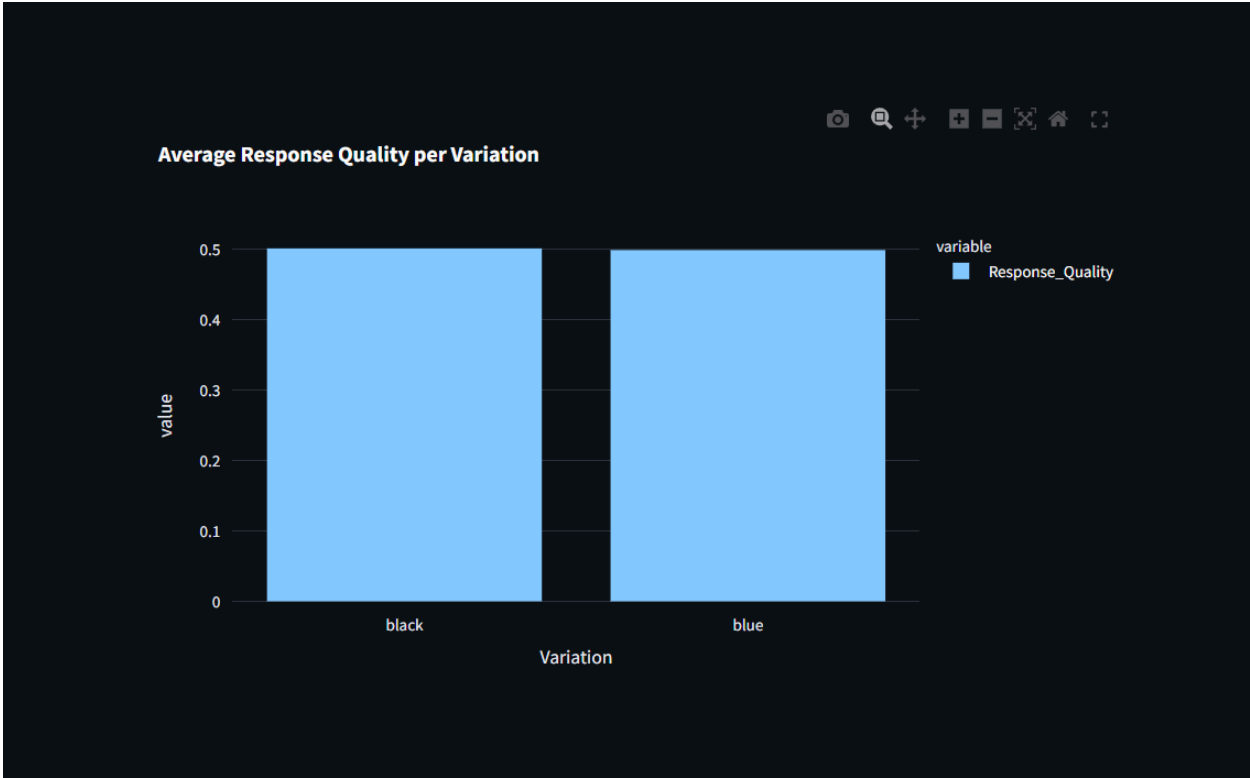 Average Response Quality per Variation
variable
Response_Quality
value
0.5
0.4
0.3
0.2
0.1
0
black
blue
Variation